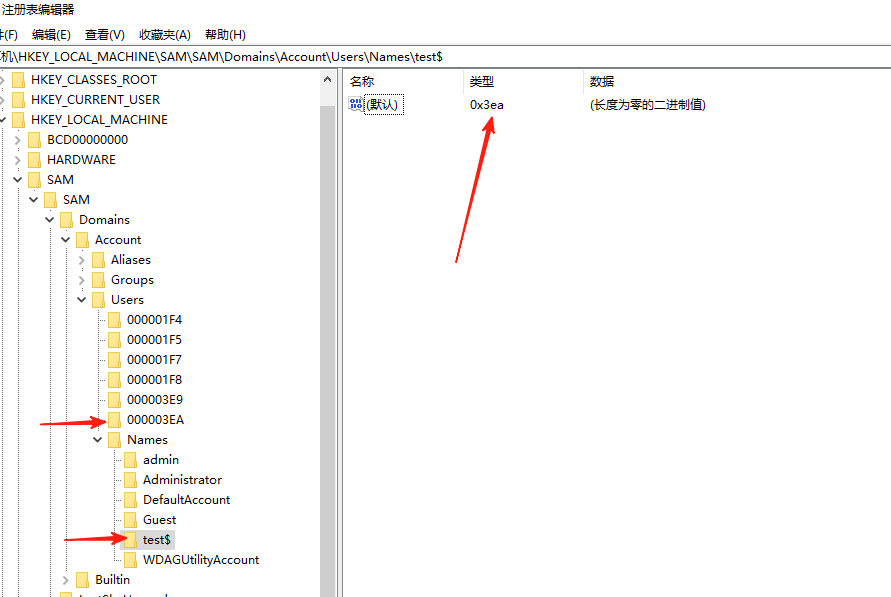 注册表编辑器
(F) 编辑(E) 查看(V) 收藏夹(A) 帮助(H)
机\HKEY_LOCAL_MACHINE\SAM\SAM\Domains\Account\Users\Names\test$
HKEY_CLASSES_ROOT
HKEY_CURRENT_USER
HKEY_LOCAL_MACHINE
BCD00000000
HARDWARE
SAM
SAM
Domains
Account
Aliases
Groups
Users
000001F4
000001F5
000001F7
000001F8
000003E9
000003EA
Names
admin
Administrator
DefaultAccount
Guest
test$
WDAGUtilityAccount
Builtin
名称 类型 数据
(默认) 0x3ea (长度为零的二进制值)